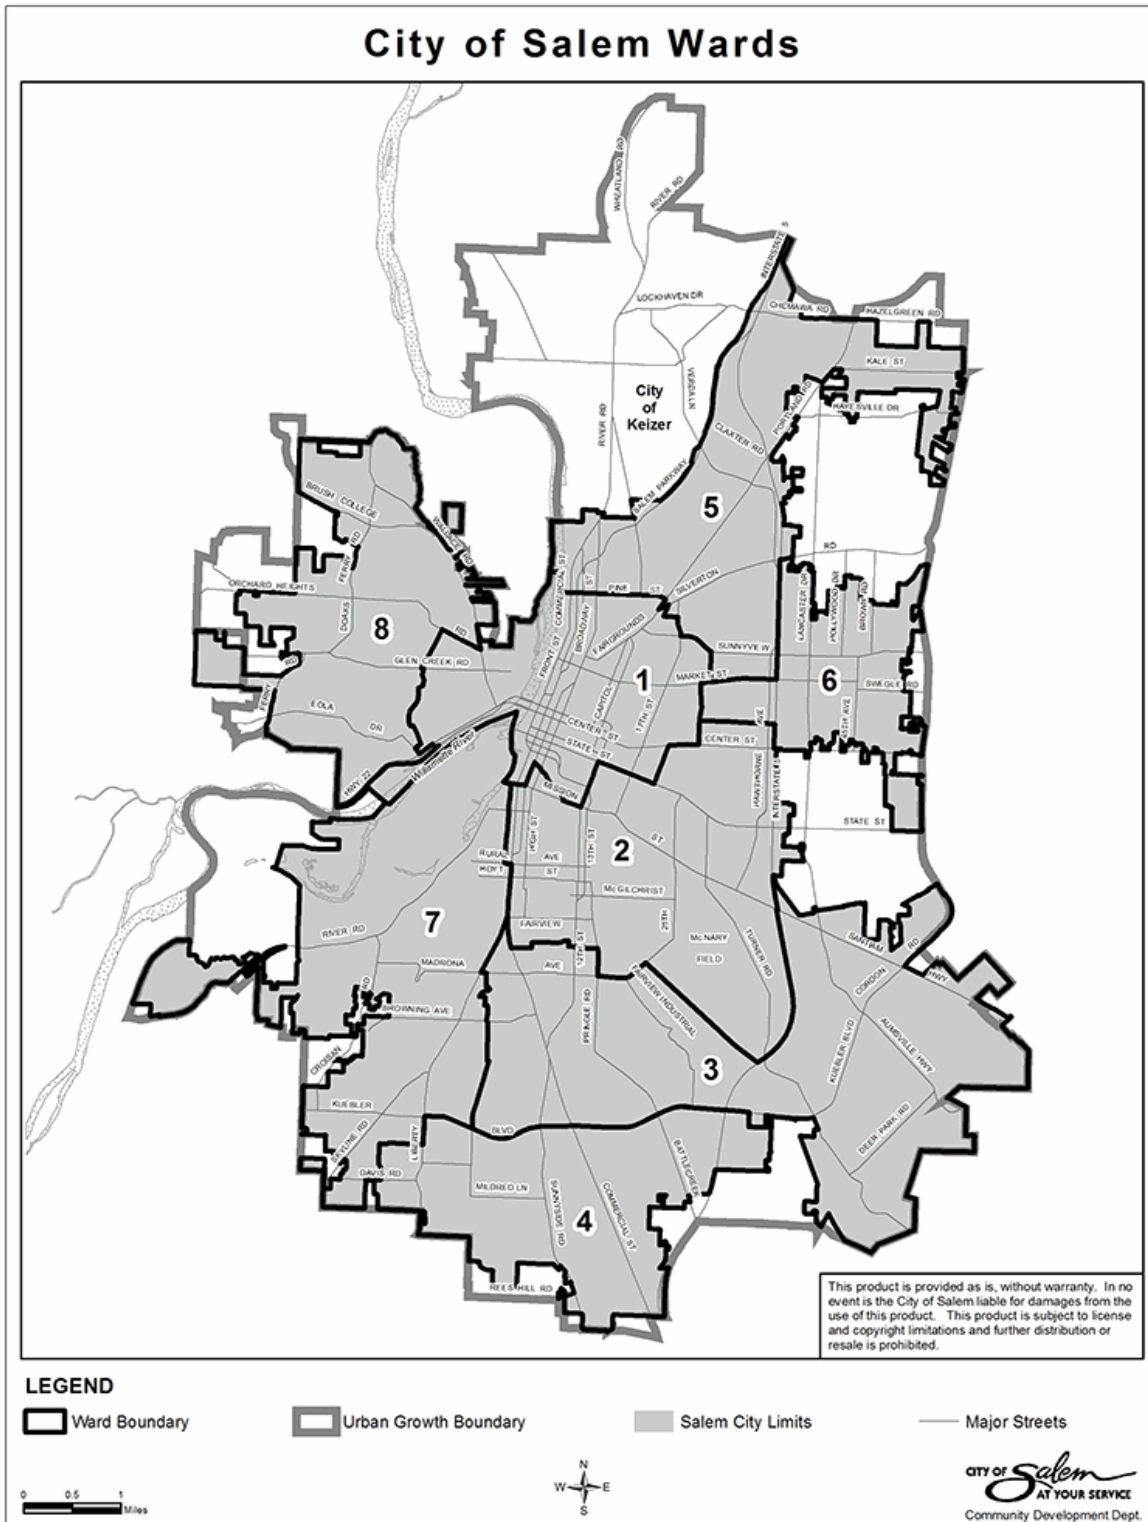 City of Salem Wards
WHEATLAND RD
RIVER RD
INTERSTATE 5
LOCKHAVEN DR
CHEMAWA RD
HAZELGREEN RD
KALE ST
VERDA LN
PORTLAND RD
HAYESVILLE DR
City
of
Keizer
RIVER RD
CLAXTER RD
SALEM PARKWAY
5
BRUSH COLLEGE
RD
WALLACE RD
RD
SILVERTON
PINE ST
COMMERCIAL ST
ST
ORCHARD HEIGHTS
RD
DOAKS
FERRY RD
BROADWAY
FAIRGROUNDS
LANCASTER DR
HOLLYWOOD DR
BROWN RD
8
SUNNYVIEW
FRONT ST
GLEN CREEK RD
RD
FERRY
1
MARKET ST
6
SWEGLE RD
CAPITOL
17TH ST
45TH AVE
EOLA
DR
CENTER ST
STATE ST
CENTER ST
AVE
HAWTHORNE
INTERSTATE 5
Willamette River
HWY 22
MISSION
ST
STATE ST
HIGH ST
13TH ST
2
RURAL AVE
HOYT ST
McGILCHRIST
FAIRVIEW
25TH
7
RIVER RD
12TH ST
McNARY
FIELD
TURNER RD
SANTIAM
HWY
CORDON
RD
MADRONA AVE
RD
FAIRVIEW INDUSTRIAL
BROWNING AVE
PRINGLE RD
CROISAN
KUEBLER BLVD
AUMSVILLE HWY
3
KUEBLER
BLVD
DEER PARK RD
SKYLINE RD
LIBERTY
DAVIS RD
BATTLECREEK
MILDRED LN
SUNNYSIDE RD
COMMERCIAL ST
4
REES HILL RD
This product is provided as is, without warranty. In no
event is the City of Salem liable for damages from the
use of this product. This product is subject to license
and copyright limitations and further distribution or
resale is prohibited.
LEGEND
Ward Boundary
Urban Growth Boundary
Salem City Limits
Major Streets
0 0.5 1
Miles
N
W E
S
CITY OF Salem
AT YOUR SERVICE
Community Development Dept.